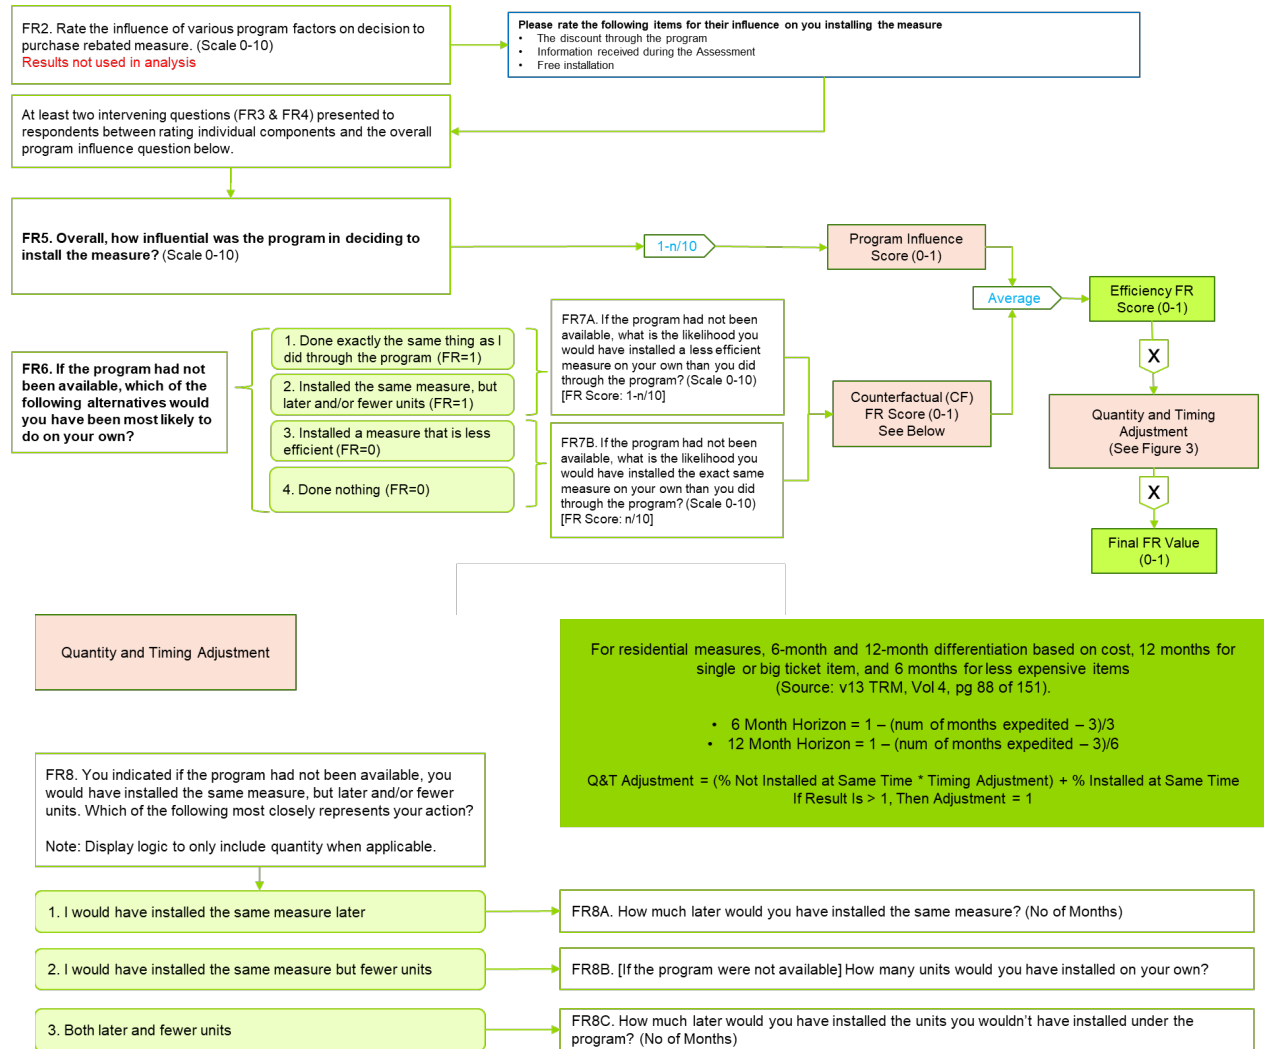 FR2. Rate the influence of various program factors on decision to
purchase rebated measure. (Scale 0-10)
Results not used in analysis
Please rate the following items for their influence on you installing the measure
• The discount through the program
• Information received during the Assessment
• Free installation
At least two intervening questions (FR3 & FR4) presented to
respondents between rating individual components and the overall
program influence question below.
FR5. Overall, how influential was the program in deciding to
install the measure? (Scale 0-10)
1-n/10
Program Influence
Score (0-1)
Average
Efficiency FR
Score (0-1)
FR6. If the program had not
been available, which of the
following alternatives would
you have been most likely to
do on your own?
1. Done exactly the same thing as I
did through the program (FR=1)
2. Installed the same measure, but
later and/or fewer units (FR=1)
3. Installed a measure that is less
efficient (FR=0)
4. Done nothing (FR=0)
FR7A. If the program had not been
available, what is the likelihood you
would have installed a less efficient
measure on your own than you did
through the program? (Scale 0-10)
[FR Score: 1-n/10]
FR7B. If the program had not been
available, what is the likelihood you
would have installed the exact same
measure on your own than you did
through the program? (Scale 0-10)
[FR Score: n/10]
Counterfactual (CF)
FR Score (0-1)
See Below
X
Quantity and Timing
Adjustment
(See Figure 3)
X
Final FR Value
(0-1)
Quantity and Timing Adjustment
For residential measures, 6-month and 12-month differentiation based on cost, 12 months for
single or big ticket item, and 6 months for less expensive items
(Source: v13 TRM, Vol 4, pg 88 of 151).
• 6 Month Horizon = 1 – (num of months expedited – 3)/3
• 12 Month Horizon = 1 – (num of months expedited – 3)/6
Q&T Adjustment = (% Not Installed at Same Time * Timing Adjustment) + % Installed at Same Time
If Result Is > 1, Then Adjustment = 1
FR8. You indicated if the program had not been available, you
would have installed the same measure, but later and/or fewer
units. Which of the following most closely represents your action?
Note: Display logic to only include quantity when applicable.
1. I would have installed the same measure later
FR8A. How much later would you have installed the same measure? (No of Months)
2. I would have installed the same measure but fewer units
FR8B. [If the program were not available] How many units would you have installed on your own?
3. Both later and fewer units
FR8C. How much later would you have installed the units you wouldn't have installed under the
program? (No of Months)